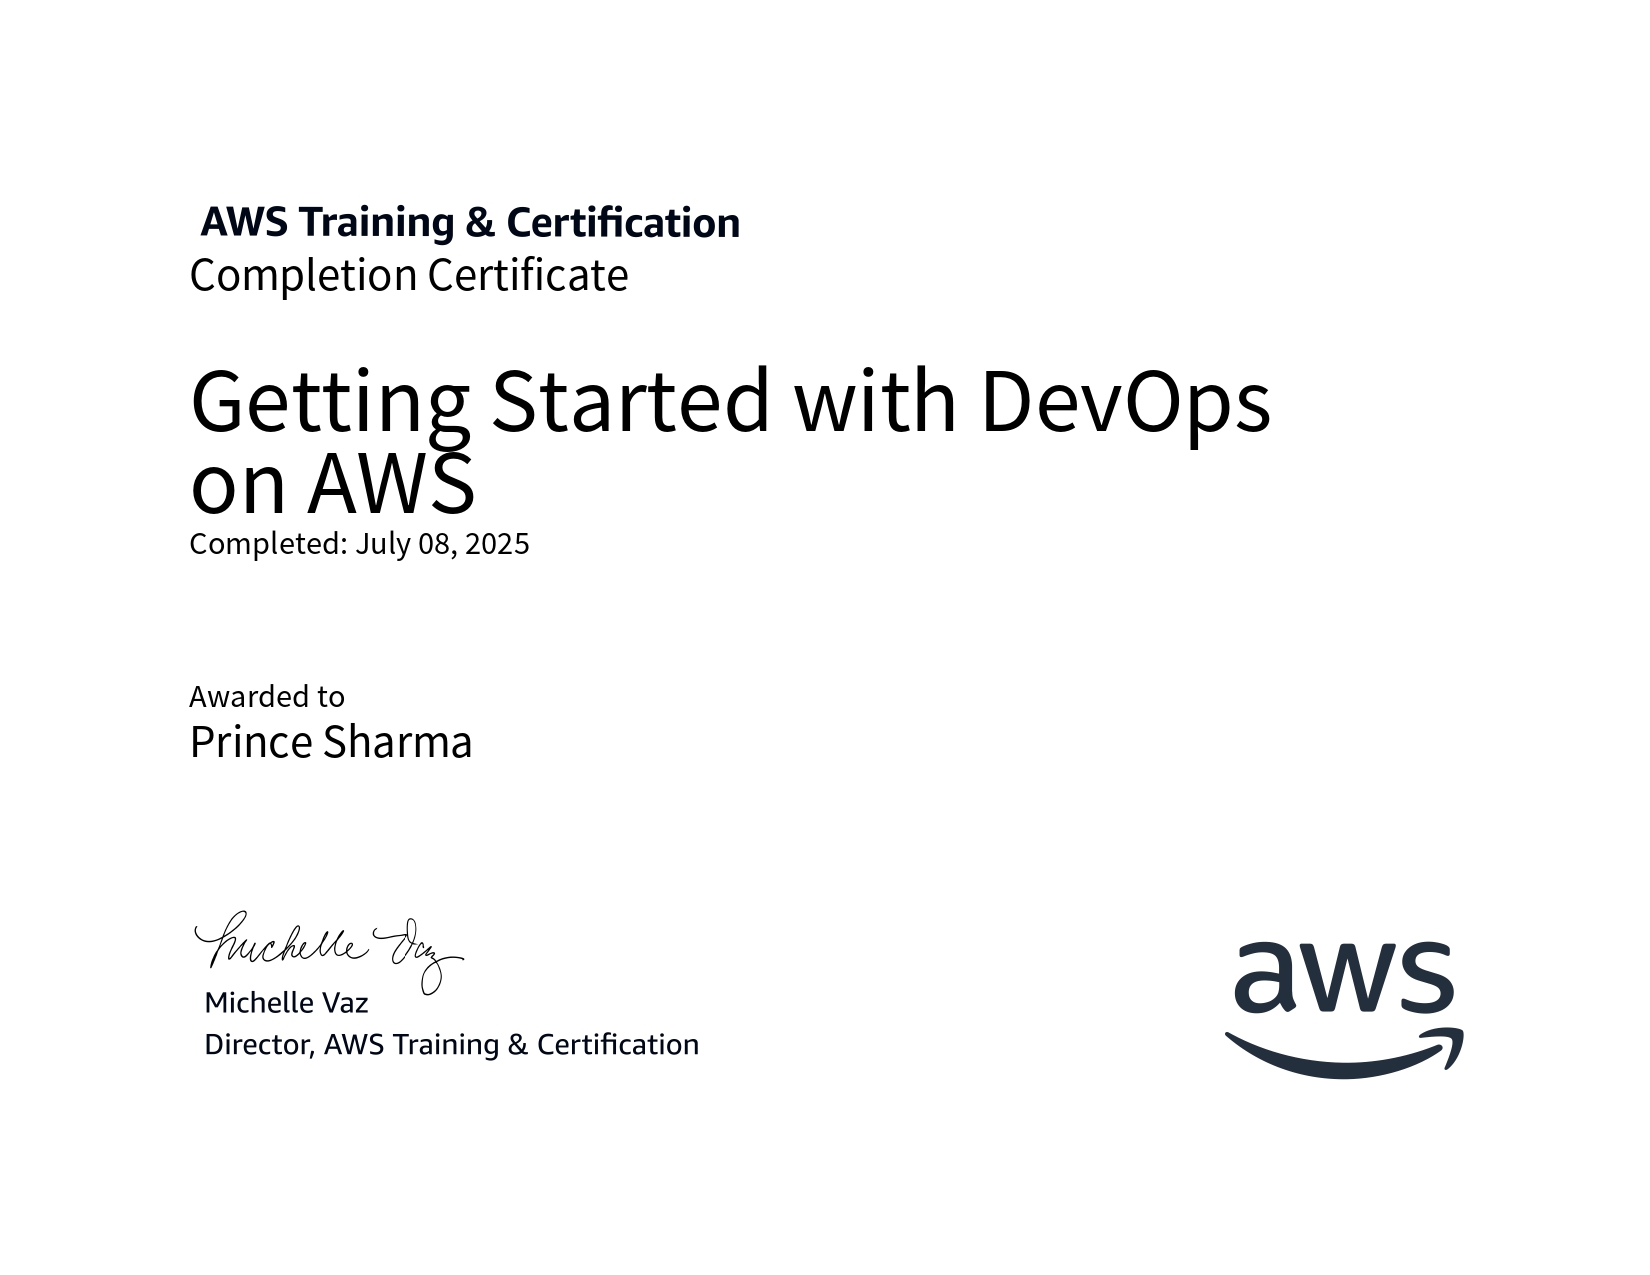 AWS Training & Certification
Completion Certificate
Getting Started with DevOps
on AWS
Completed: July 08, 2025
Awarded to
Prince Sharma
Michelle Vaz
Michelle Vaz
Director, AWS Training & Certification
aws